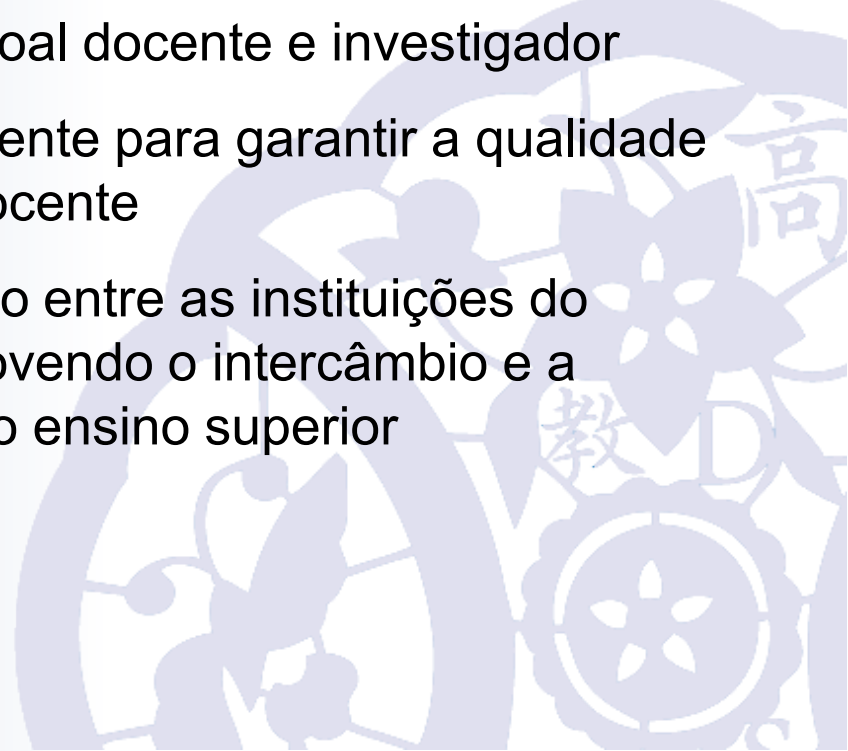 oal docente e investigador
ente para garantir a qualidade
ocente
o entre as instituições do
ovendo o intercâmbio e a
o ensino superior
高
教
D
S